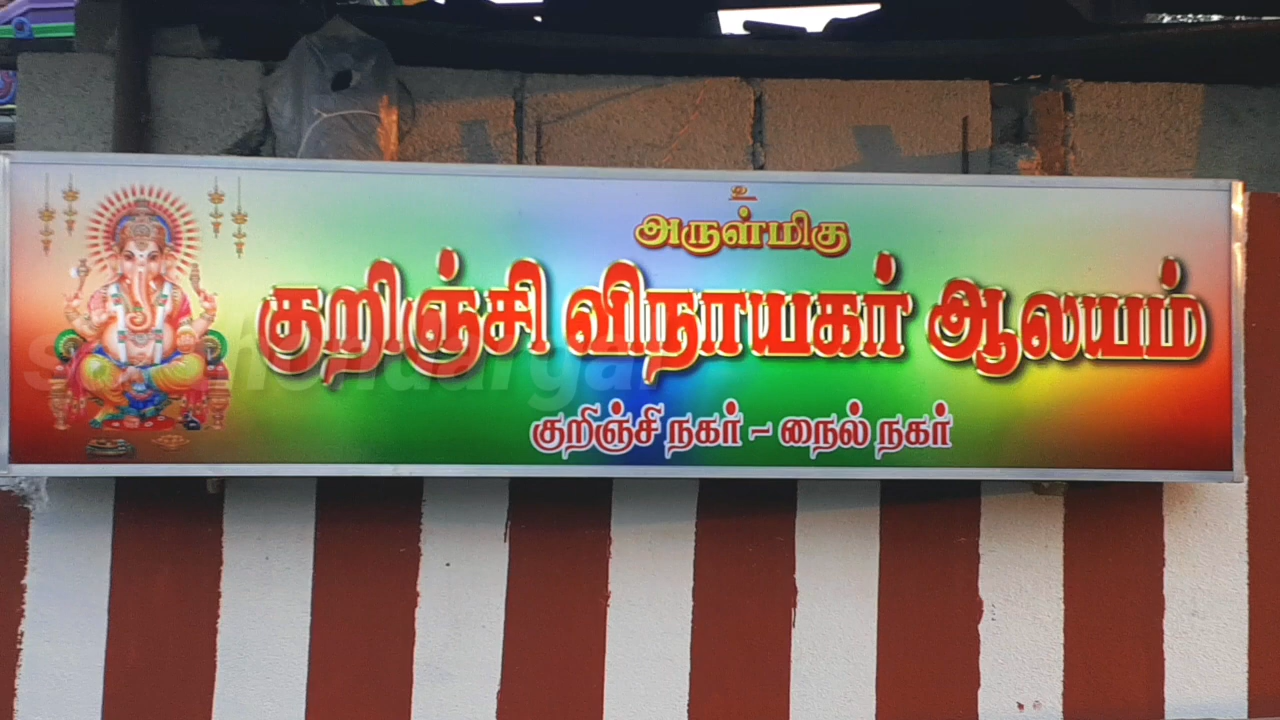 உ
அருள்மிகு
குறிஞ்சி விநாயகர் ஆலயம்
குறிஞ்சி நகர் – நைல் நகர்